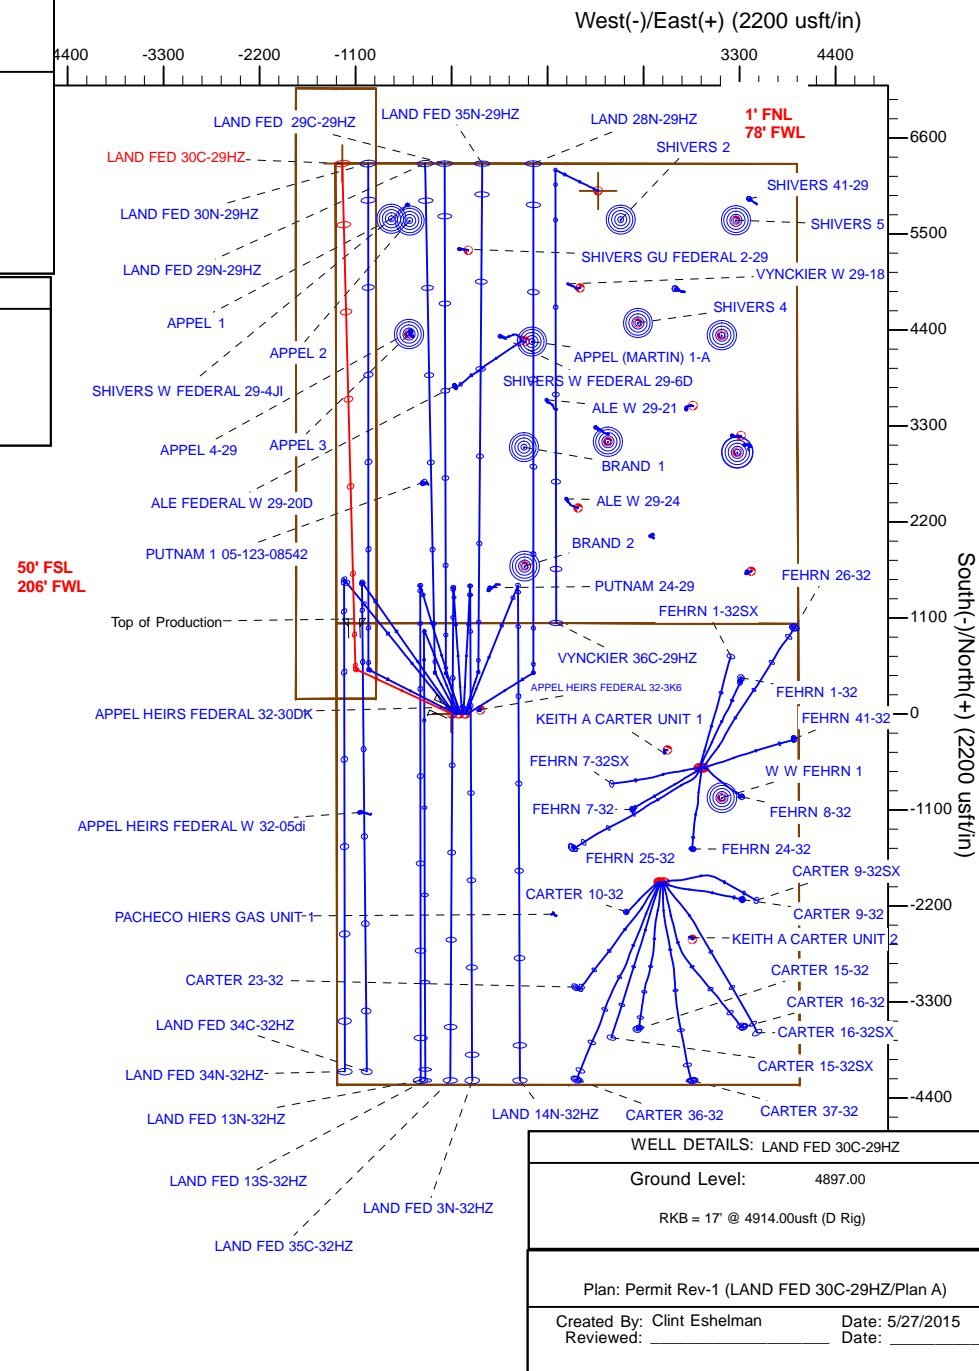 West(-)/East(+) (2200 usft/in)
4400 -3300 -2200 -1100 3300 4400
1' FNL
78' FWL
6600
LAND FED 35N-29HZ
LAND FED 29C-29HZ
LAND 28N-29HZ
SHIVERS 2
LAND FED 30C-29HZ
SHIVERS 41-29
LAND FED 30N-29HZ
SHIVERS 5
5500
SHIVERS GU FEDERAL 2-29
LAND FED 29N-29HZ
VYNCKIER W 29-18
SHIVERS 4
APPEL 1
4400
APPEL 2
APPEL (MARTIN) 1-A
SHIVERS W FEDERAL 29-6D
SHIVERS W FEDERAL 29-4JI
ALE W 29-21
3300
APPEL 4-29
APPEL 3
BRAND 1
ALE FEDERAL W 29-20D
ALE W 29-24
2200
BRAND 2
PUTNAM 1 05-123-08542
50' FSL
206' FWL
FEHRN 26-32
PUTNAM 24-29
FEHRN 1-32SX
1100
Top of Production
VYNCKIER 36C-29HZ
APPEL HEIRS FEDERAL 32-3K6
FEHRN 1-32
APPEL HEIRS FEDERAL 32-30DK
KEITH A CARTER UNIT 1
FEHRN 41-32
0
South(-)/North(+) (2200 usft/in)
FEHRN 7-32SX
W W FEHRN 1
FEHRN 7-32
FEHRN 8-32
-1100
APPEL HEIRS FEDERAL W 32-05di
FEHRN 24-32
FEHRN 25-32
CARTER 9-32SX
CARTER 10-32
-2200
CARTER 9-32
PACHECO HIERS GAS UNIT 1
KEITH A CARTER UNIT 2
CARTER 15-32
CARTER 23-32
CARTER 16-32
-3300
LAND FED 34C-32HZ
CARTER 16-32SX
CARTER 15-32SX
LAND FED 34N-32HZ
-4400
LAND FED 13N-32HZ
LAND 14N-32HZ
CARTER 36-32
CARTER 37-32
WELL DETAILS: LAND FED 30C-29HZ
LAND FED 13S-32HZ
Ground Level: 4897.00
LAND FED 3N-32HZ
RKB = 17' @ 4914.00usft (D Rig)
LAND FED 35C-32HZ
Plan: Permit Rev-1 (LAND FED 30C-29HZ/Plan A)
Created By: Clint Eshelman Date: 5/27/2015
Reviewed: ____________________ Date: __________